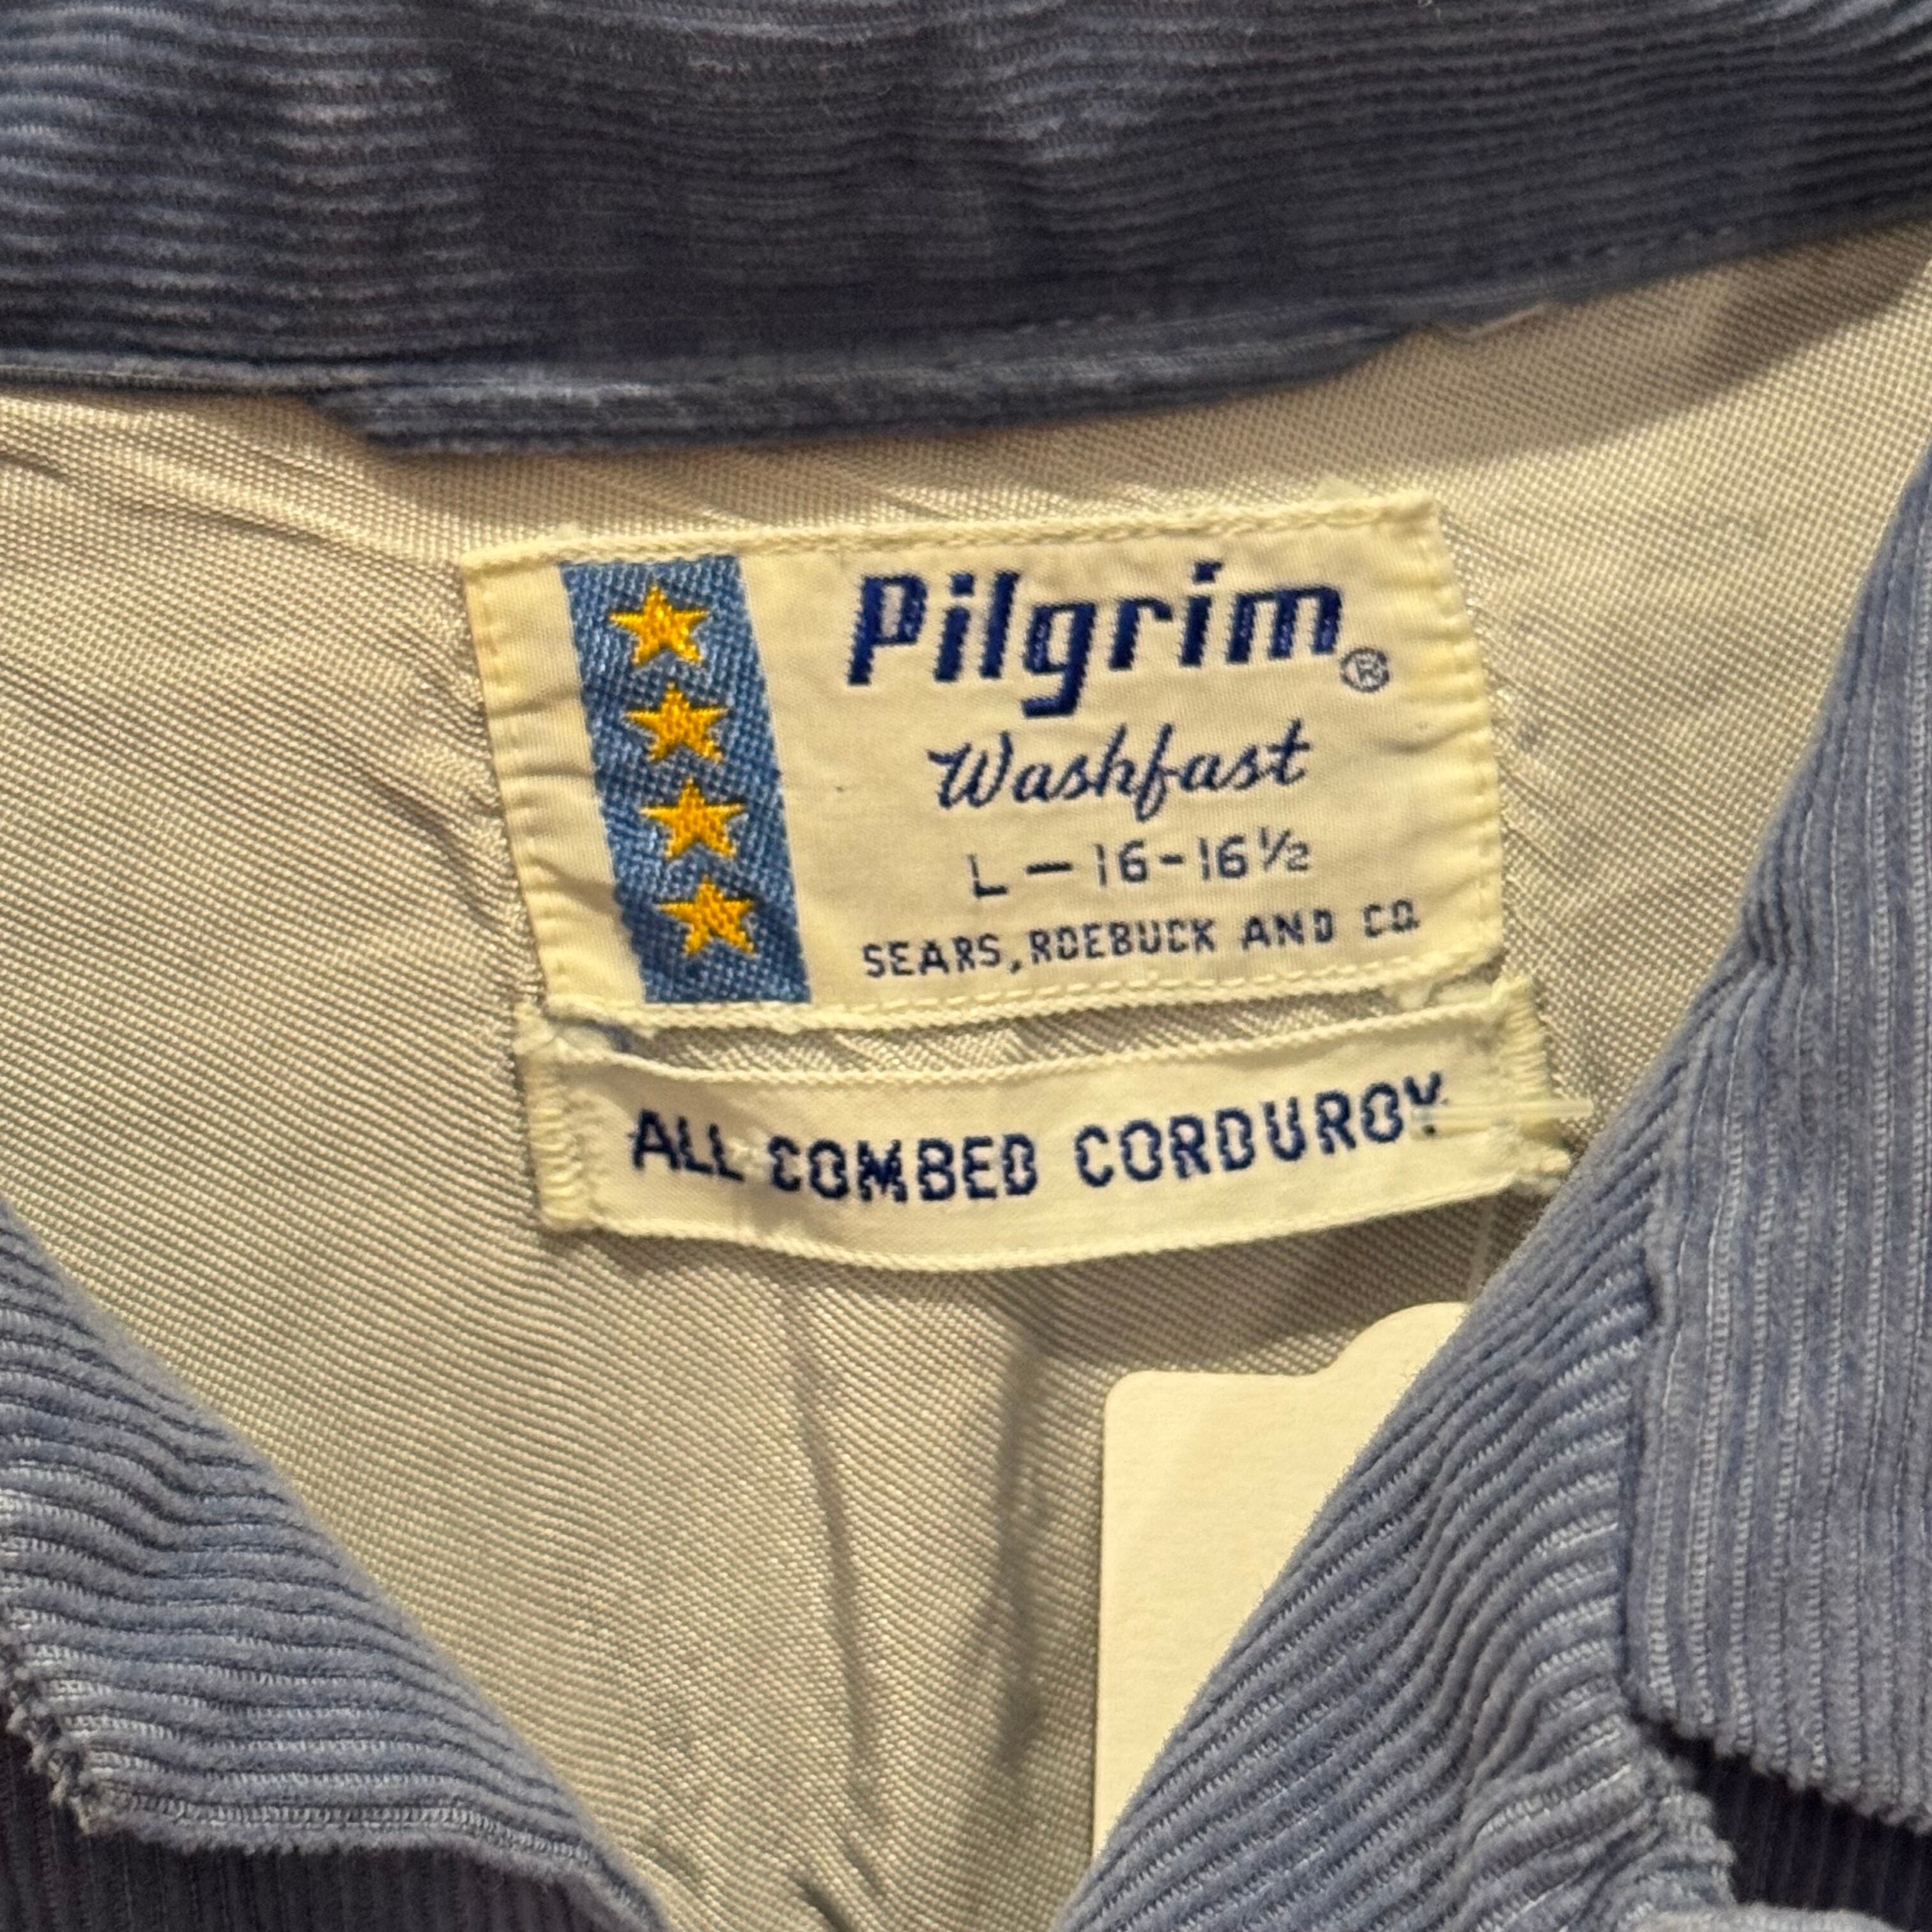 Pilgrim®
Washfast
L — 16-16½
SEARS, ROEBUCK AND CO.
ALL COMBED CORDUROY